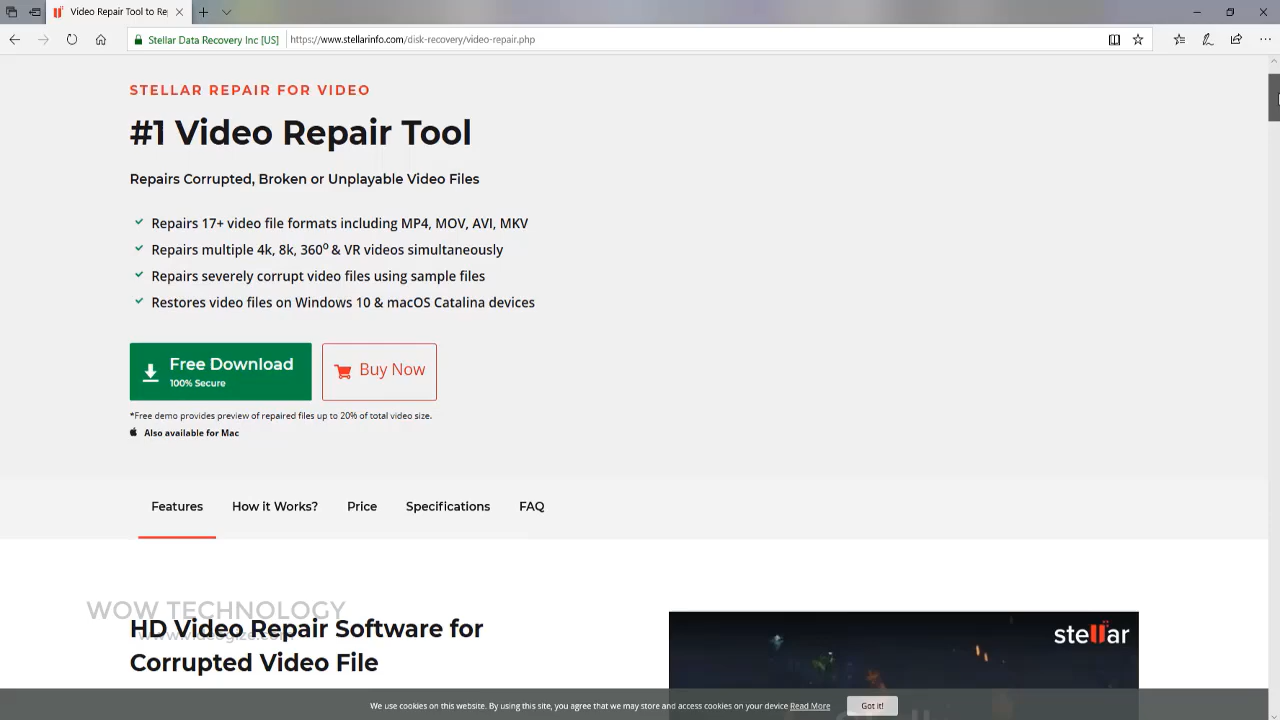 Video Repair Tool to Re
Stellar Data Recovery Inc [US]
https://www.stellarinfo.com/disk-recovery/video-repair.php
STELLAR REPAIR FOR VIDEO
#1 Video Repair Tool
Repairs Corrupted, Broken or Unplayable Video Files
Repairs 17+ video file formats including MP4, MOV, AVI, MKV
Repairs multiple 4k, 8k, 360º & VR videos simultaneously
Repairs severely corrupt video files using sample files
Restores video files on Windows 10 & macOS Catalina devices
Free Download
100% Secure
Buy Now
*Free demo provides preview of repaired files up to 20% of total video size.
Also available for Mac
Features How it Works? Price Specifications FAQ
WOW TECHNOLOGY
HD Video Repair Software for
Corrupted Video File
stellar
We use cookies on this website. By using this site, you agree that we may store and access cookies on your device Read More
Got it!